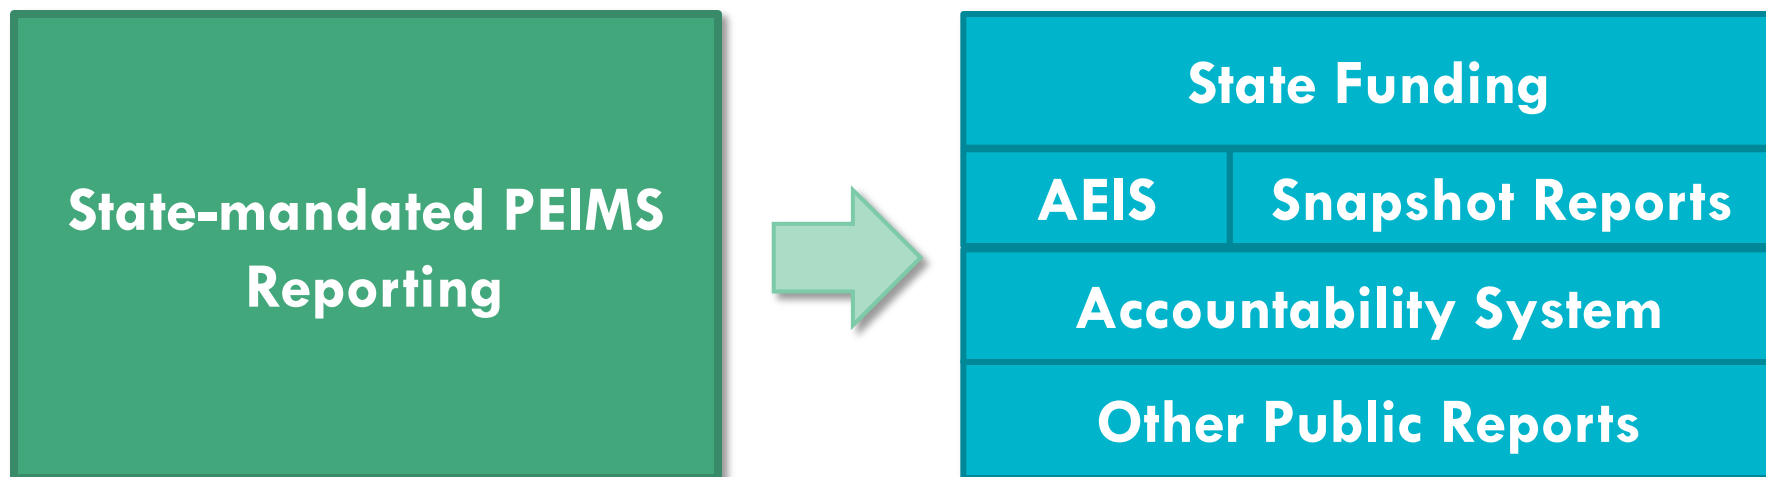 State-mandated PEIMS
Reporting
State Funding
AEIS
Snapshot Reports
Accountability System
Other Public Reports